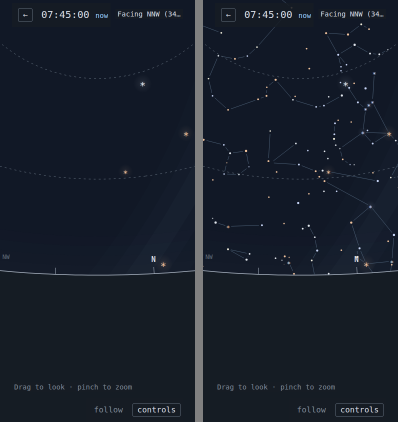 ← 07:45:00 now Facing NNW (34…
NW
N
Drag to look · pinch to zoom
follow controls
← 07:45:00 now Facing NNW (34…
NW
N
Drag to look · pinch to zoom
follow controls